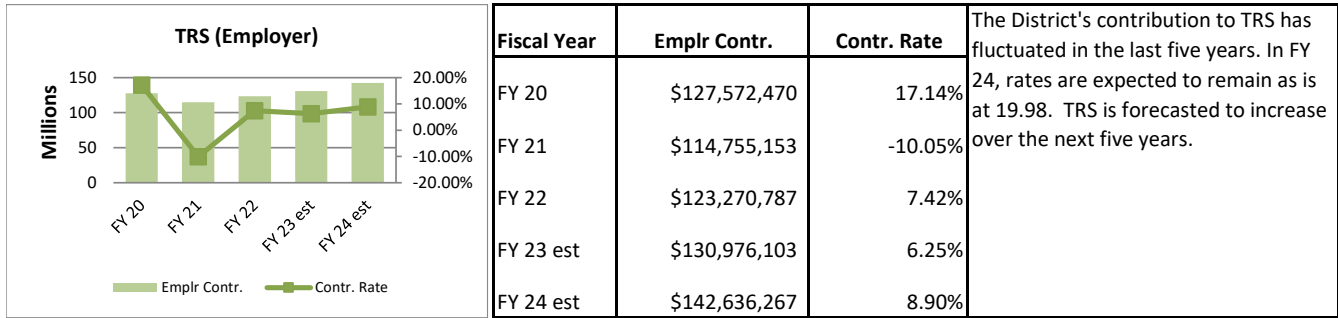 TRS (Employer)
Millions
150
100
50
0
20.00%
10.00%
0.00%
-10.00%
-20.00%
FY 20
FY 21
FY 22
FY 23 est
FY 24 est
Emplr Contr. Contr. Rate
Fiscal Year Emplr Contr. Contr. Rate
FY 20 $127,572,470 17.14%
FY 21 $114,755,153 -10.05%
FY 22 $123,270,787 7.42%
FY 23 est $130,976,103 6.25%
FY 24 est $142,636,267 8.90%
The District's contribution to TRS has
fluctuated in the last five years. In FY
24, rates are expected to remain as is
at 19.98.  TRS is forecasted to increase
over the next five years.